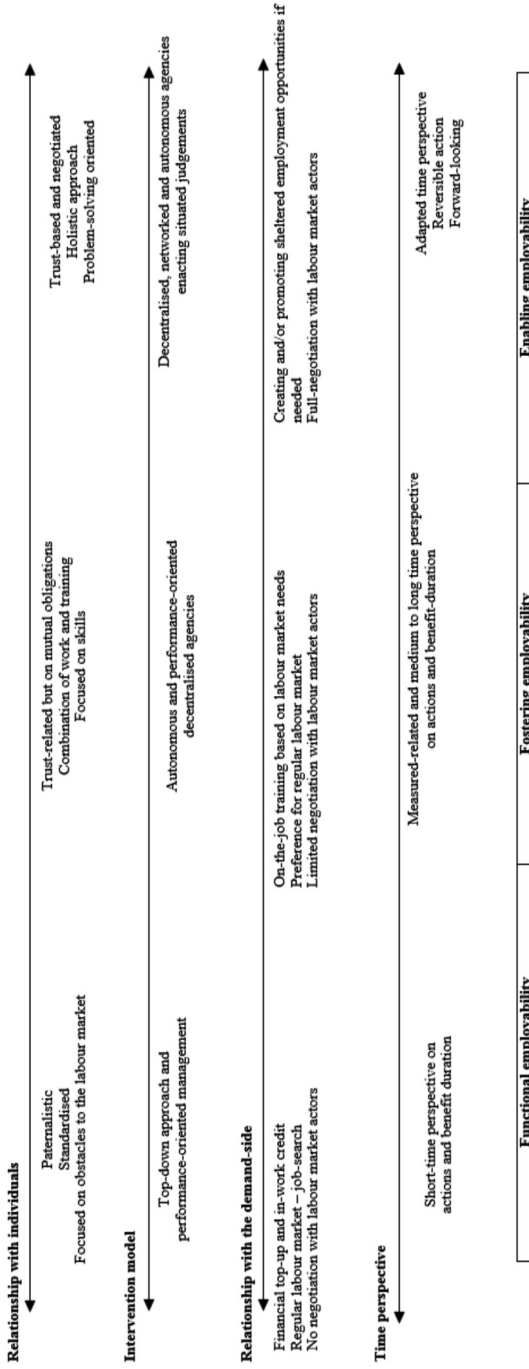 Relationship with individuals
Paternalistic
Standardised
Focused on obstacles to the labour market
Trust-related but on mutual obligations
Combination of work and training
Focused on skills
Trust-based and negotiated
Holistic approach
Problem-solving oriented
Intervention model
Top-down approach and
performance-oriented management
Autonomous and performance-oriented
decentralised agencies
Decentralised, networked and autonomous agencies
enacting situated judgements
Relationship with the demand-side
Financial top-up and in-work credit
Regular labour market – job-search
No negotiation with labour market actors
On-the-job training based on labour market needs
Preference for regular labour market
Limited negotiation with labour market actors
Creating and/or promoting sheltered employment opportunities if
needed
Full-negotiation with labour market actors
Time perspective
Short-time perspective on
actions and benefit duration
Measured-related and medium to long time perspective
on actions and benefit-duration
Adapted time perspective
Reversible action
Forward-looking
Functional employability
Fostering employability
Enabling employability